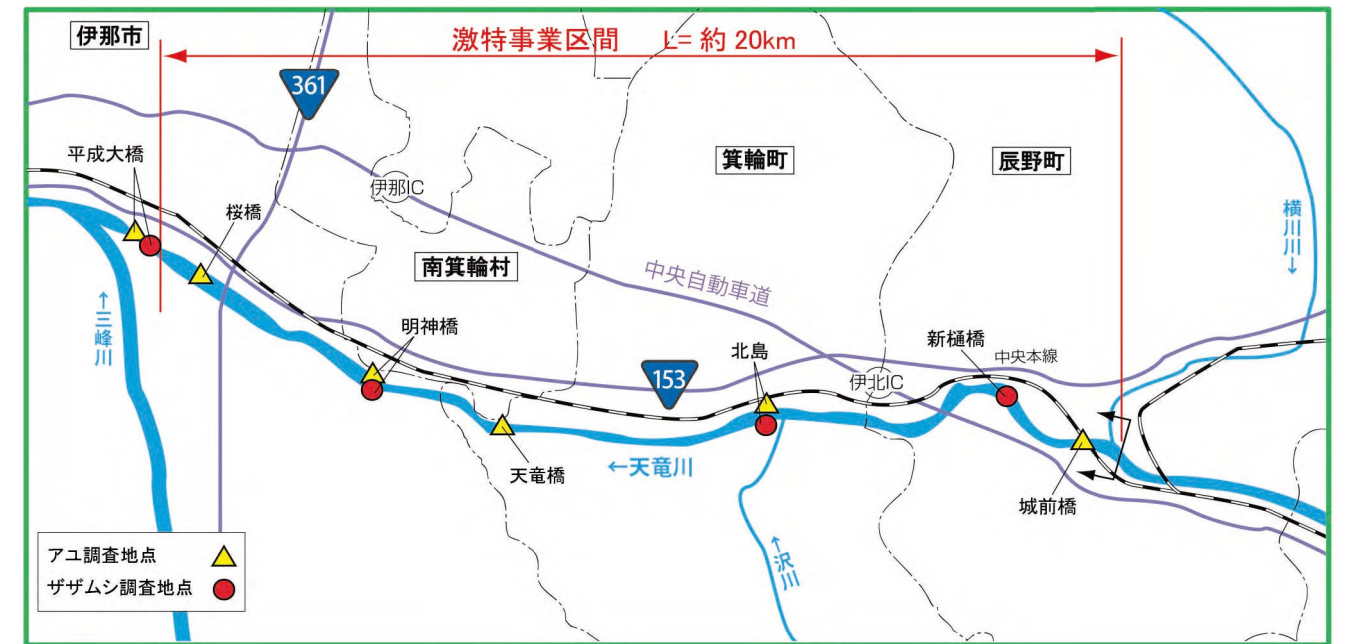 伊那市
激特事業区間 L= 約 20km
361
平成大橋
桜橋
伊那IC
箕輪町
辰野町
横川川→
南箕輪村
中央自動車道
←三峰川
明神橋
北島
新樋橋
中央本線
153
伊北IC
天竜橋
←天竜川
城前橋
←沢川
アユ調査地点
ザザムシ調査地点